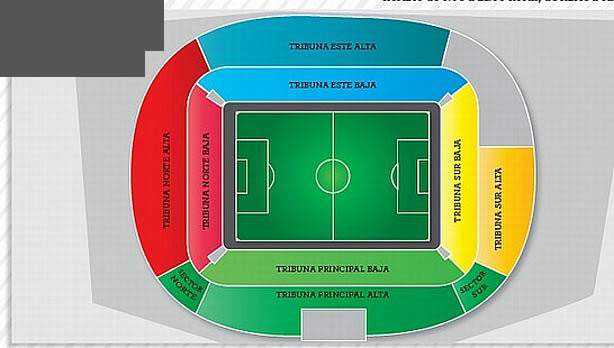 TRIBUNA ESTE ALTA
TRIBUNA ESTE BAJA
TRIBUNA NORTE ALTA
TRIBUNA NORTE BAJA
TRIBUNA SUR BAJA
TRIBUNA SUR ALTA
TRIBUNA PRINCIPAL BAJA
TRIBUNA PRINCIPAL ALTA
SECTOR
NORTE
SECTOR
SUR